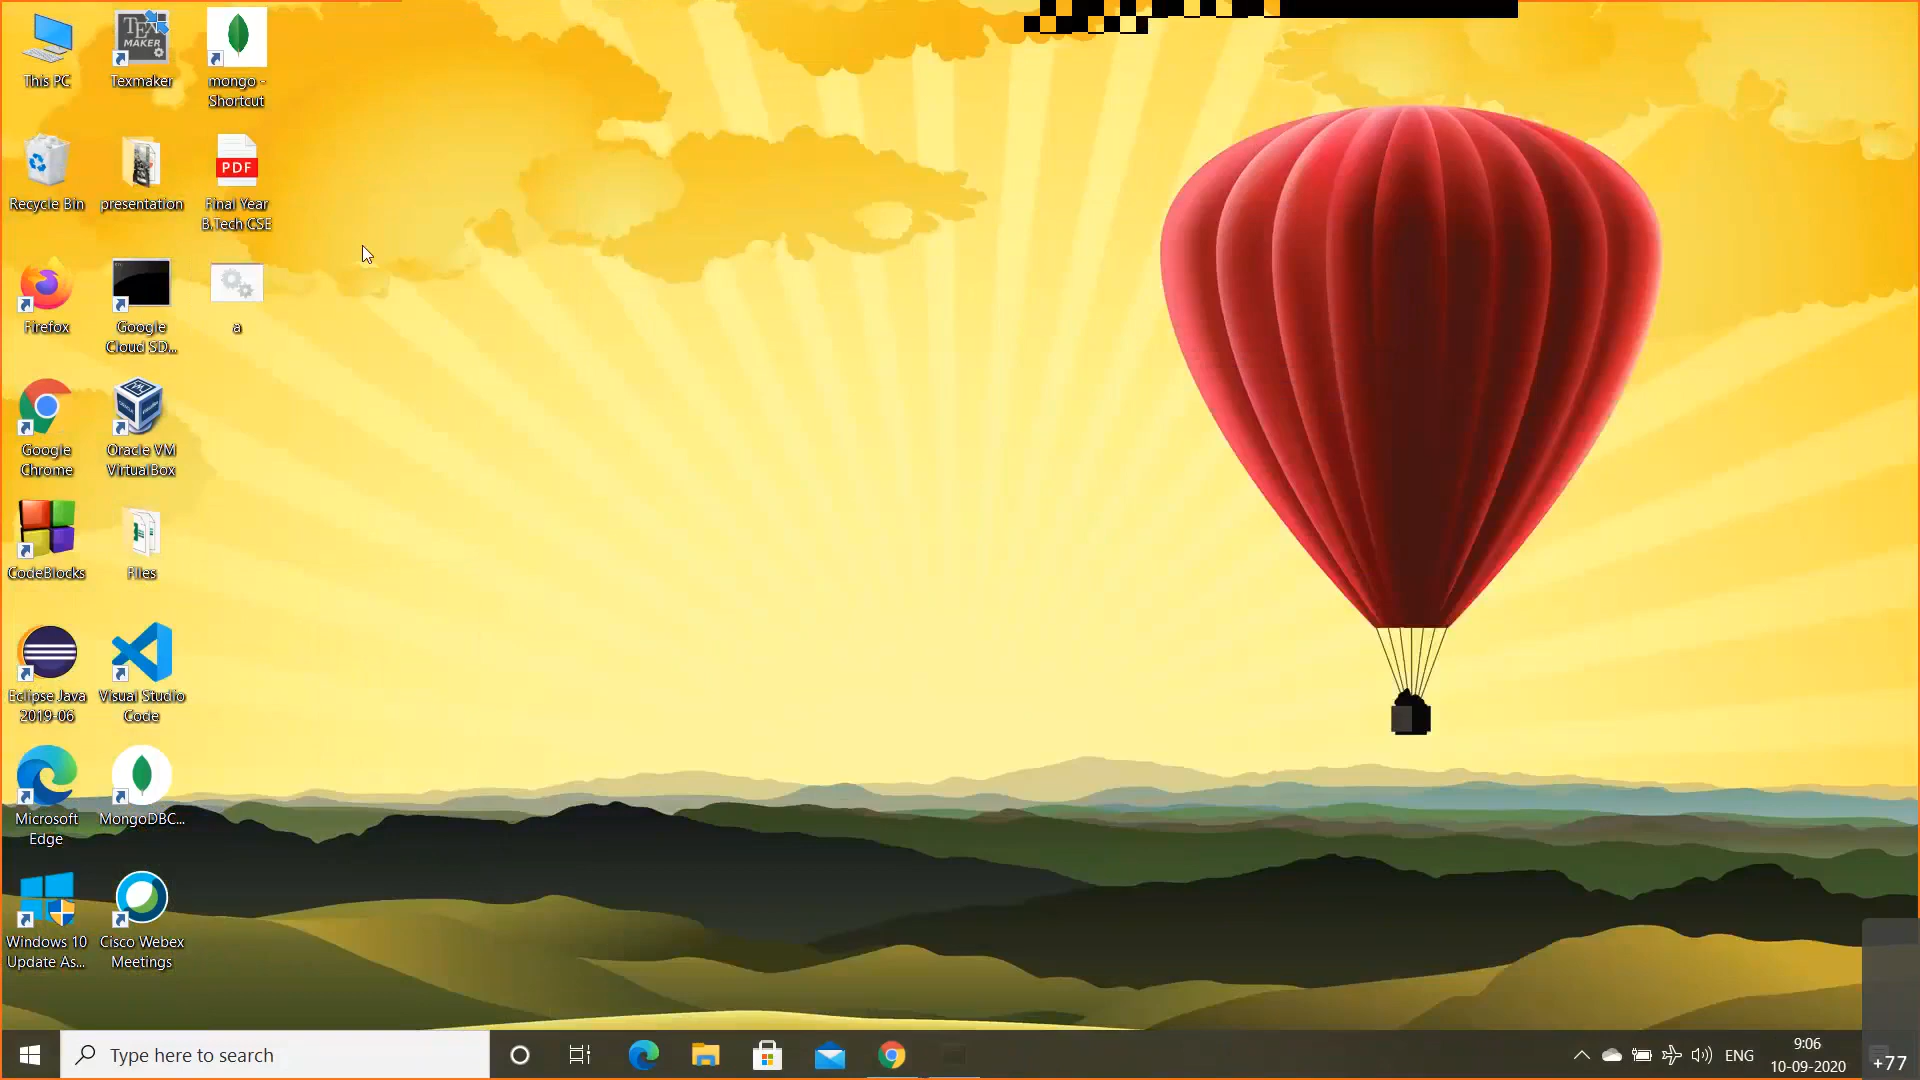 This PC
Texmaker
TEX
MAKER
mongo -
Shortcut
Recycle Bin
presentation
PDF
Final Year
B.Tech CSE
Firefox
Google
Cloud SD...
a
Google
Chrome
Oracle VM
VirtualBox
CodeBlocks
Files
Eclipse Java
2019-06
Visual Studio
Code
Microsoft
Edge
MongoDBC...
Windows 10
Update As...
Cisco Webex
Meetings
Type here to search
ENG
9:06
10-09-2020
+77